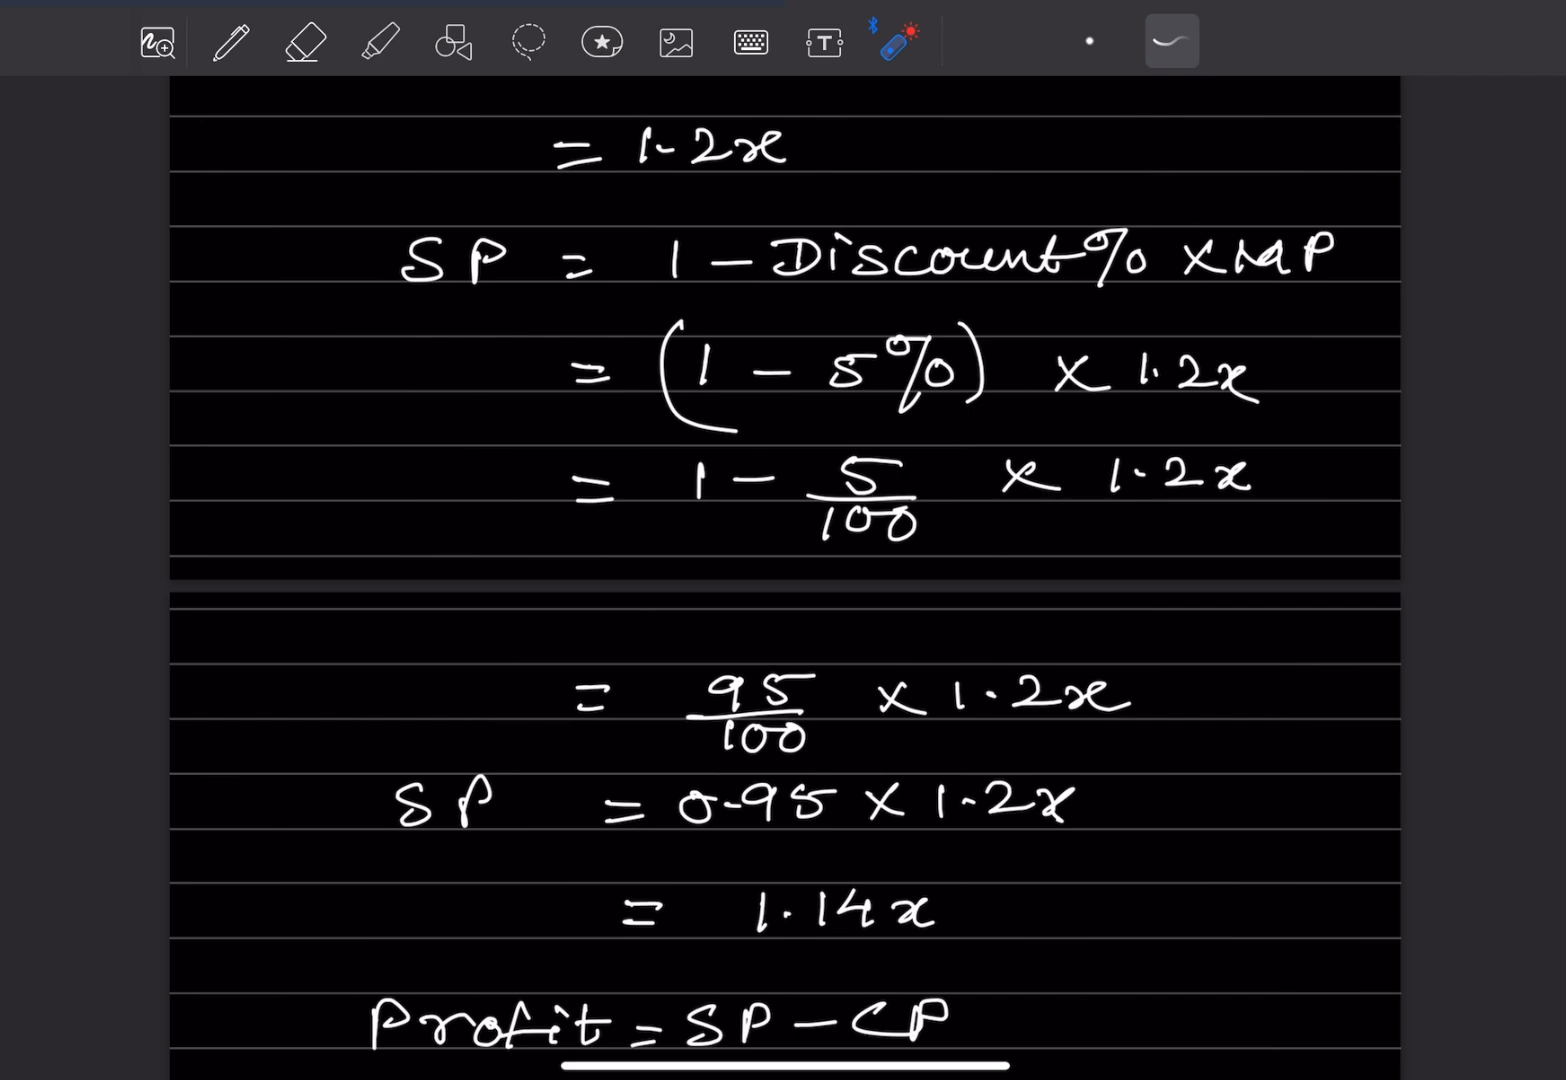 = 1.2x
SP = 1 - Discount% × MP
= (1 - 5%) × 1.2x
= 1 - 5/100 × 1.2x
= 95/100 × 1.2x
SP = 0.95 × 1.2x
= 1.14x
Profit = SP - CP